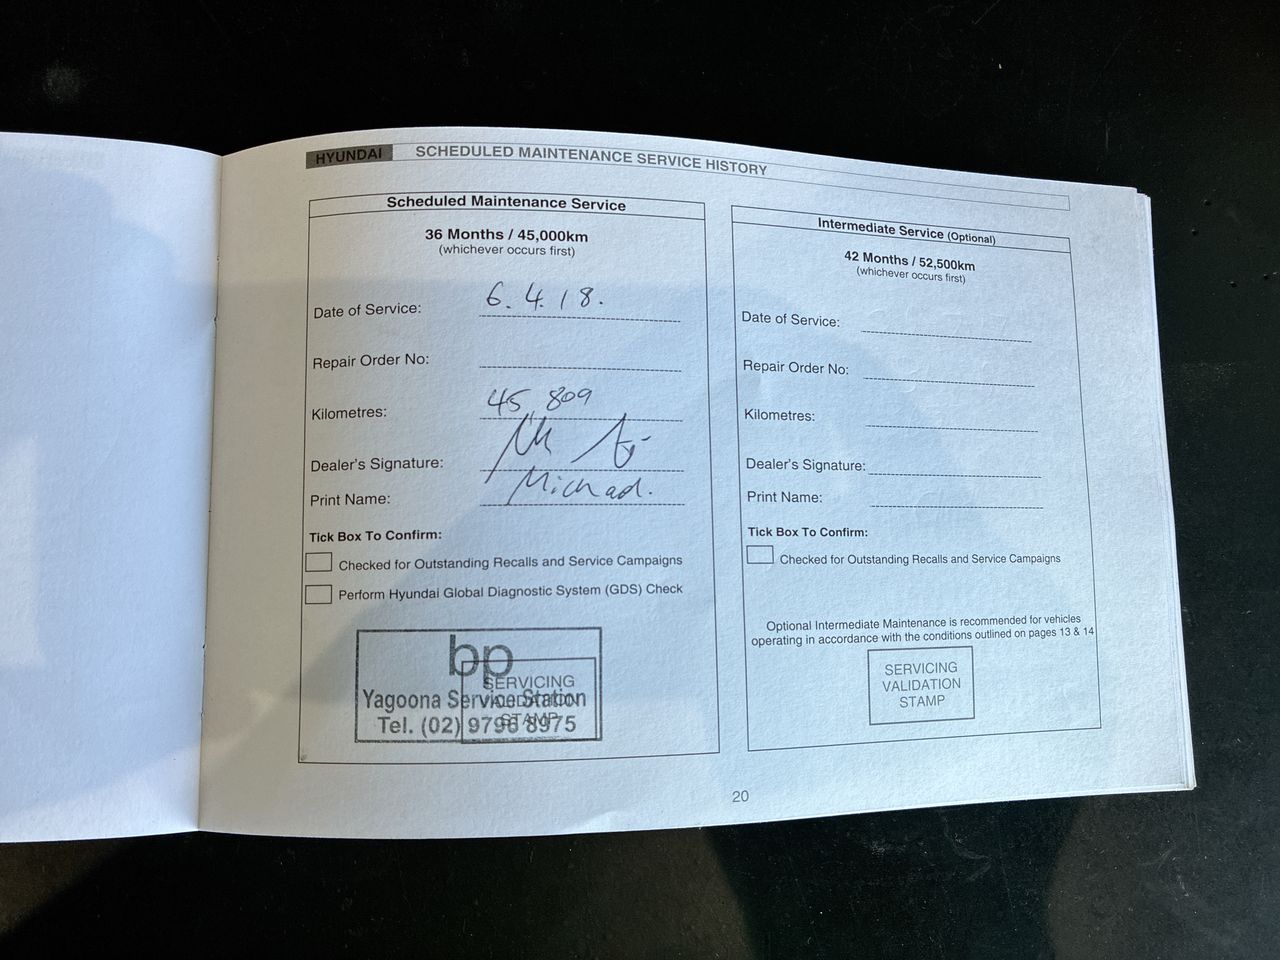 HYUNDAI SCHEDULED MAINTENANCE SERVICE HISTORY
Scheduled Maintenance Service
36 Months / 45,000km
(whichever occurs first)
Date of Service: 6.4.18.
Repair Order No:
Kilometres: 45 809
Dealer's Signature:
Print Name: Michael.
Tick Box To Confirm:
Checked for Outstanding Recalls and Service Campaigns
Perform Hyundai Global Diagnostic System (GDS) Check
bp
SERVICING
VALIDATION
STAMP
Yagoona Service Station
Tel. (02) 9796 8975
Intermediate Service (Optional)
42 Months / 52,500km
(whichever occurs first)
Date of Service:
Repair Order No:
Kilometres:
Dealer's Signature:
Print Name:
Tick Box To Confirm:
Checked for Outstanding Recalls and Service Campaigns
Optional Intermediate Maintenance is recommended for vehicles
operating in accordance with the conditions outlined on pages 13 & 14
SERVICING
VALIDATION
STAMP
20